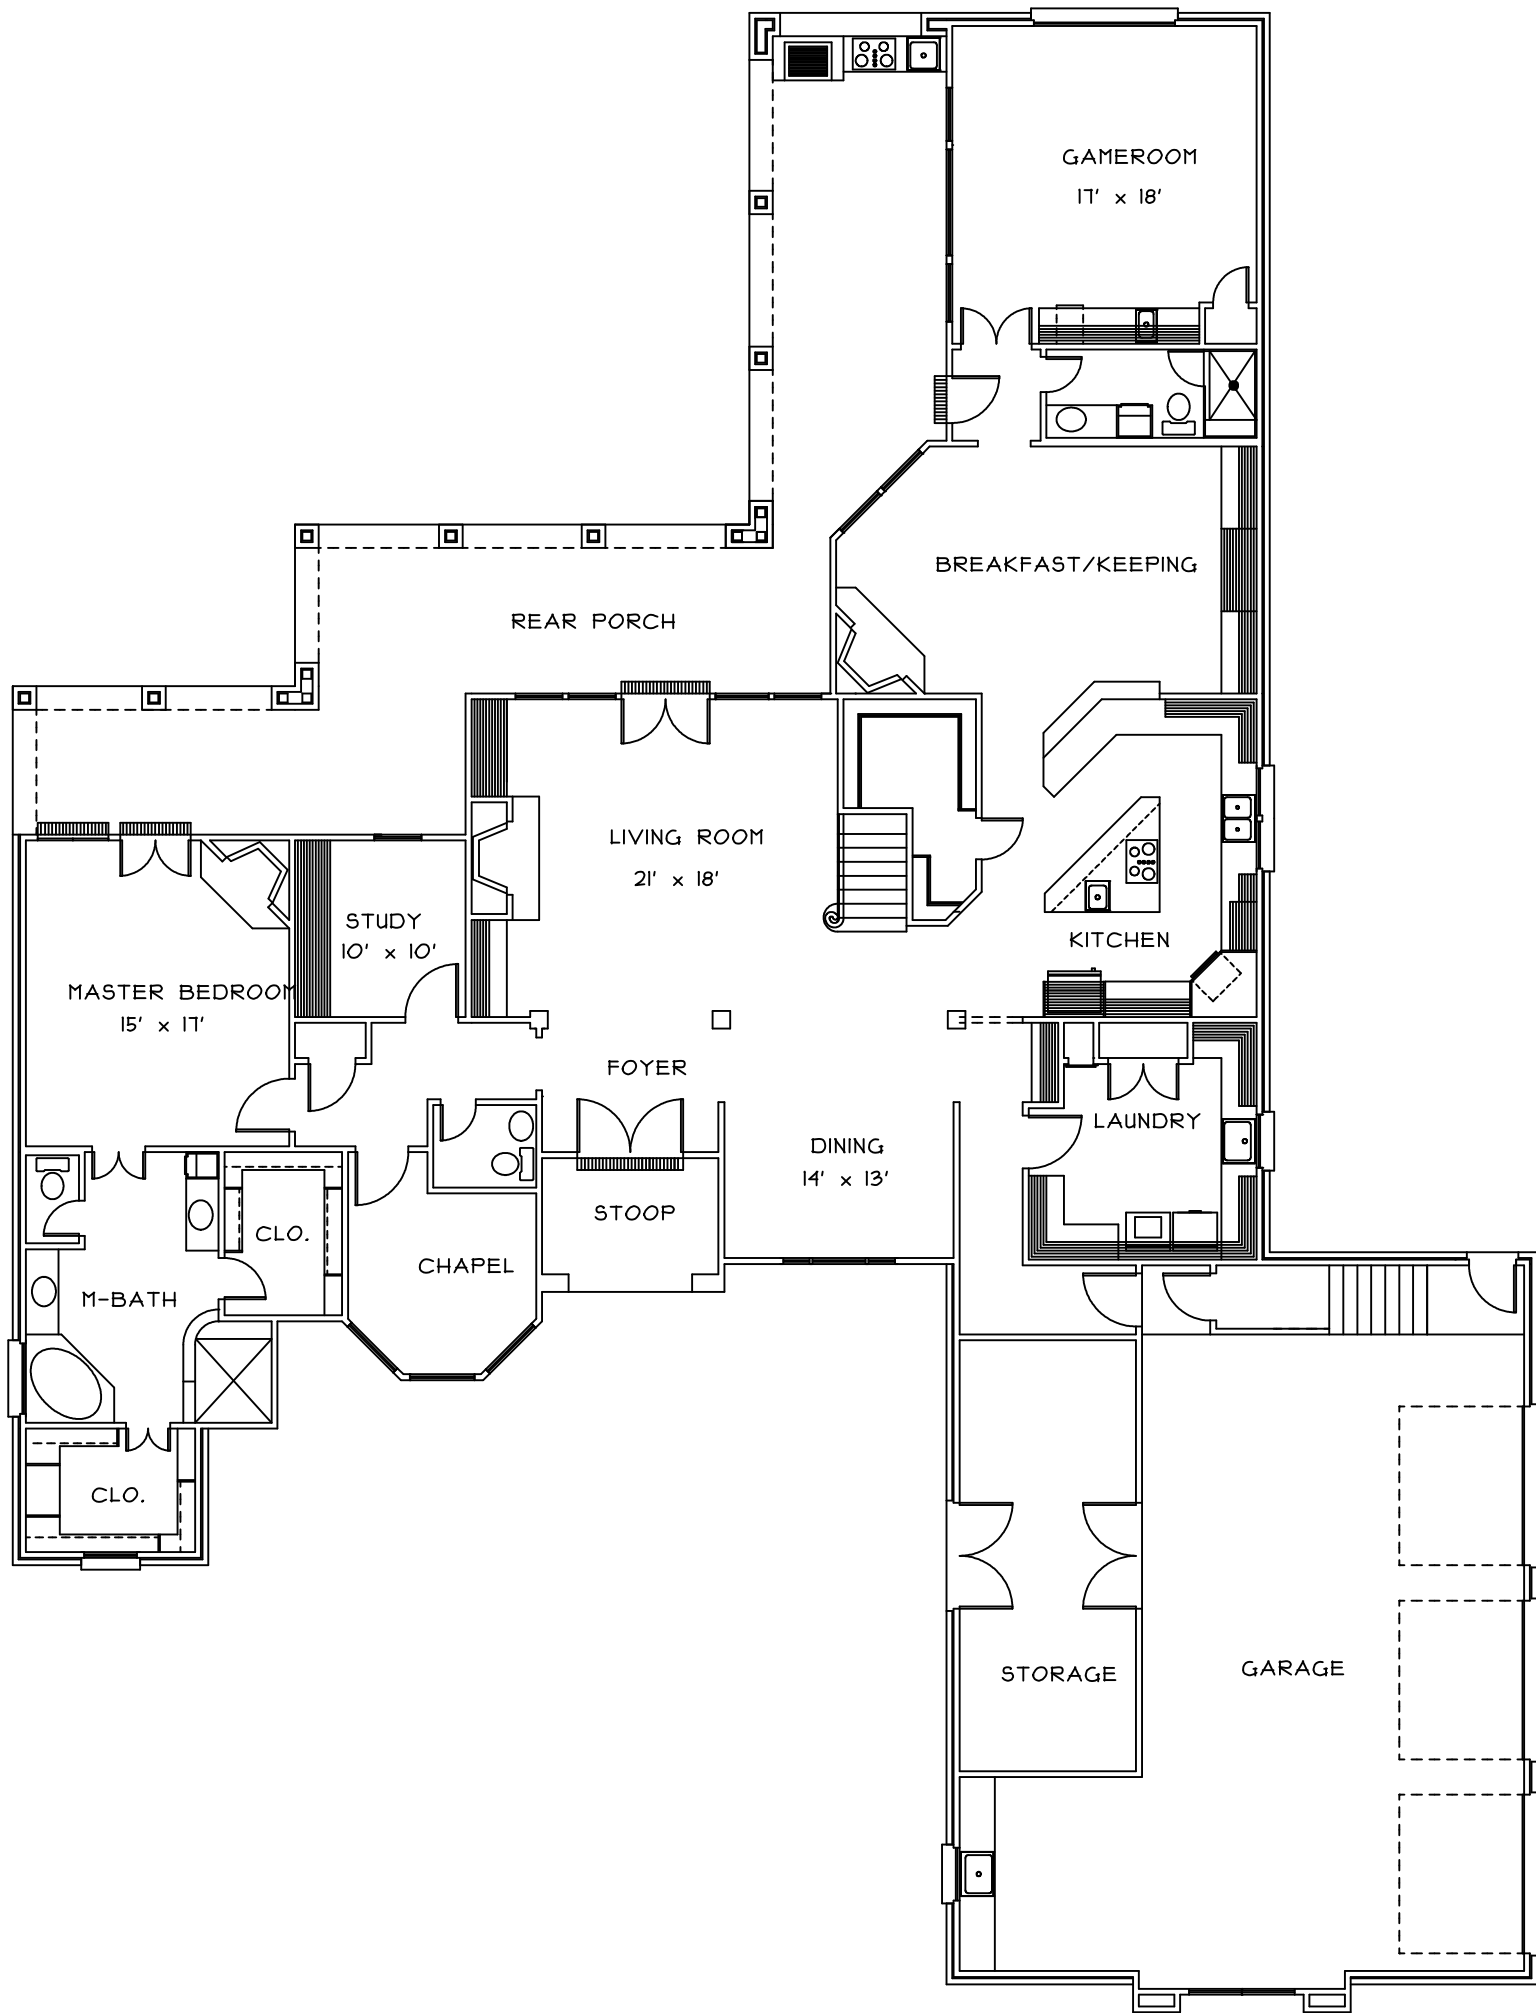 GAMEROOM
17' x 18'
BREAKFAST/KEEPING
REAR PORCH
LIVING ROOM
21' x 18'
STUDY
10' x 10'
KITCHEN
MASTER BEDROOM
15' x 17'
FOYER
LAUNDRY
DINING
14' x 13'
STOOP
CLO.
CHAPEL
M-BATH
CLO.
STORAGE
GARAGE